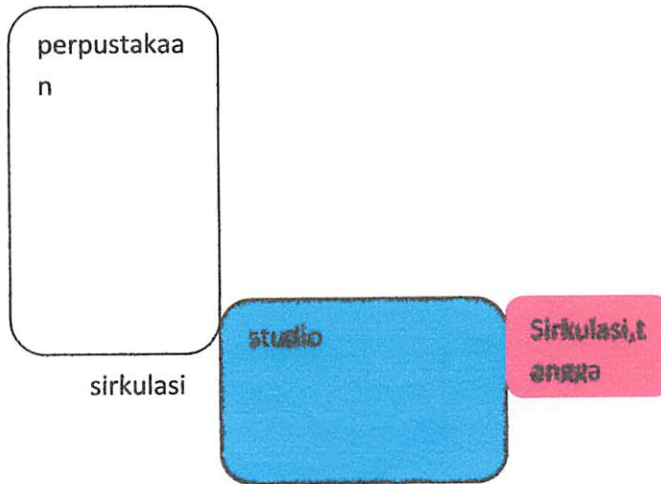 perpustakaa
n
studio
Sirkulasi,t
angga
sirkulasi